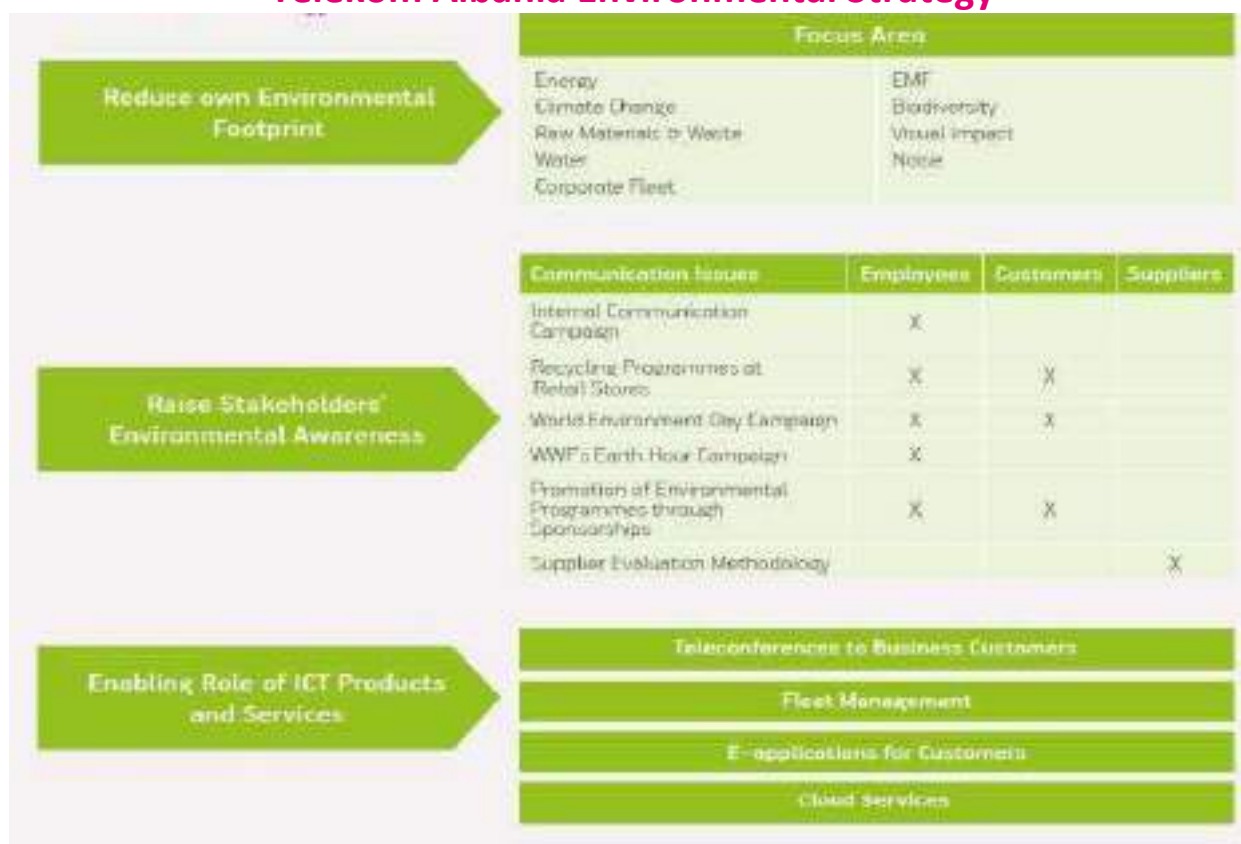 Telekom Albania Environmental Strategy
Reduce own Environmental
Footprint
Focus Area
Energy
Climate Change
Raw Materials & Waste
Water
Corporate Fleet
EMF
Biodiversity
Visual Impact
Noise
Raise Stakeholders'
Environmental Awareness
Communication Issues Employees Customers Suppliers
Internal Communication
Campaign X
Recycling Programmes at
Retail Stores X X
World Environment Day Campaign X X
WWF's Earth Hour Campaign X
Promotion of Environmental
Programmes through
Sponsorships X X
Supplier Evaluation Methodology X
Enabling Role of ICT Products
and Services
Teleconferences to Business Customers
Fleet Management
E-applications for Customers
Cloud Services